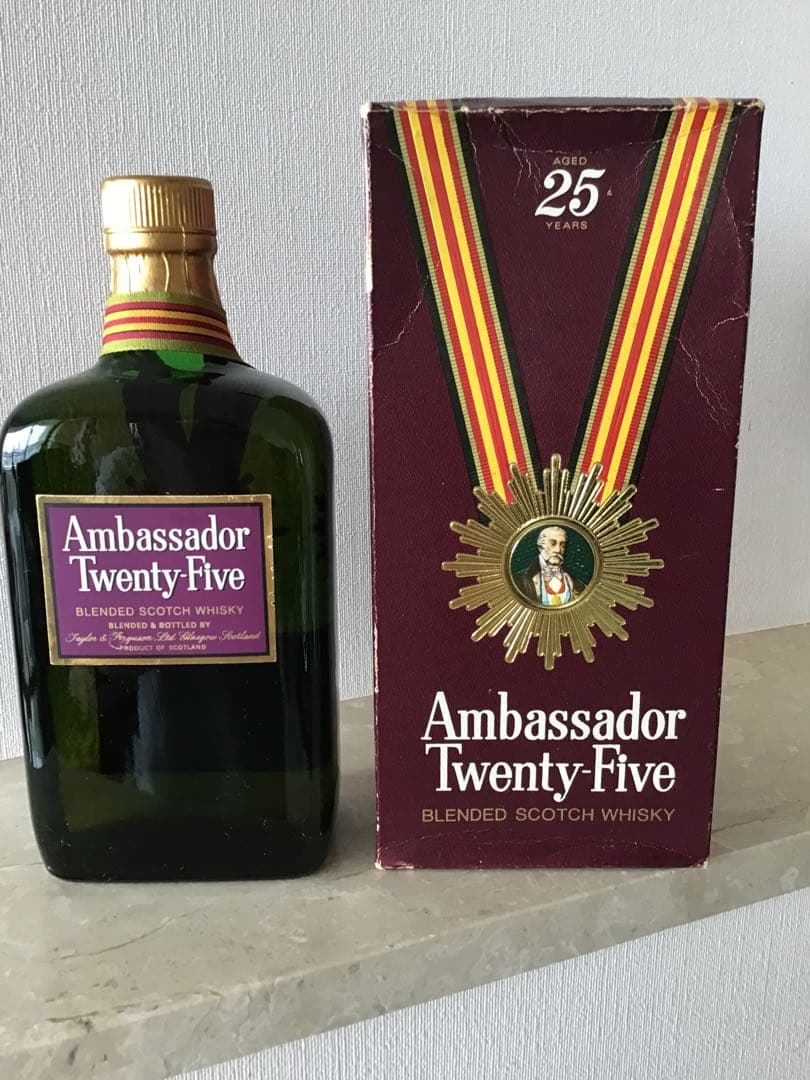 Ambassador
Twenty-Five
BLENDED SCOTCH WHISKY
BLENDED & BOTTLED BY
Taylor & Ferguson Ltd Glasgow Scotland
PRODUCT OF SCOTLAND
AGED
25
YEARS
Ambassador
Twenty-Five
BLENDED SCOTCH WHISKY